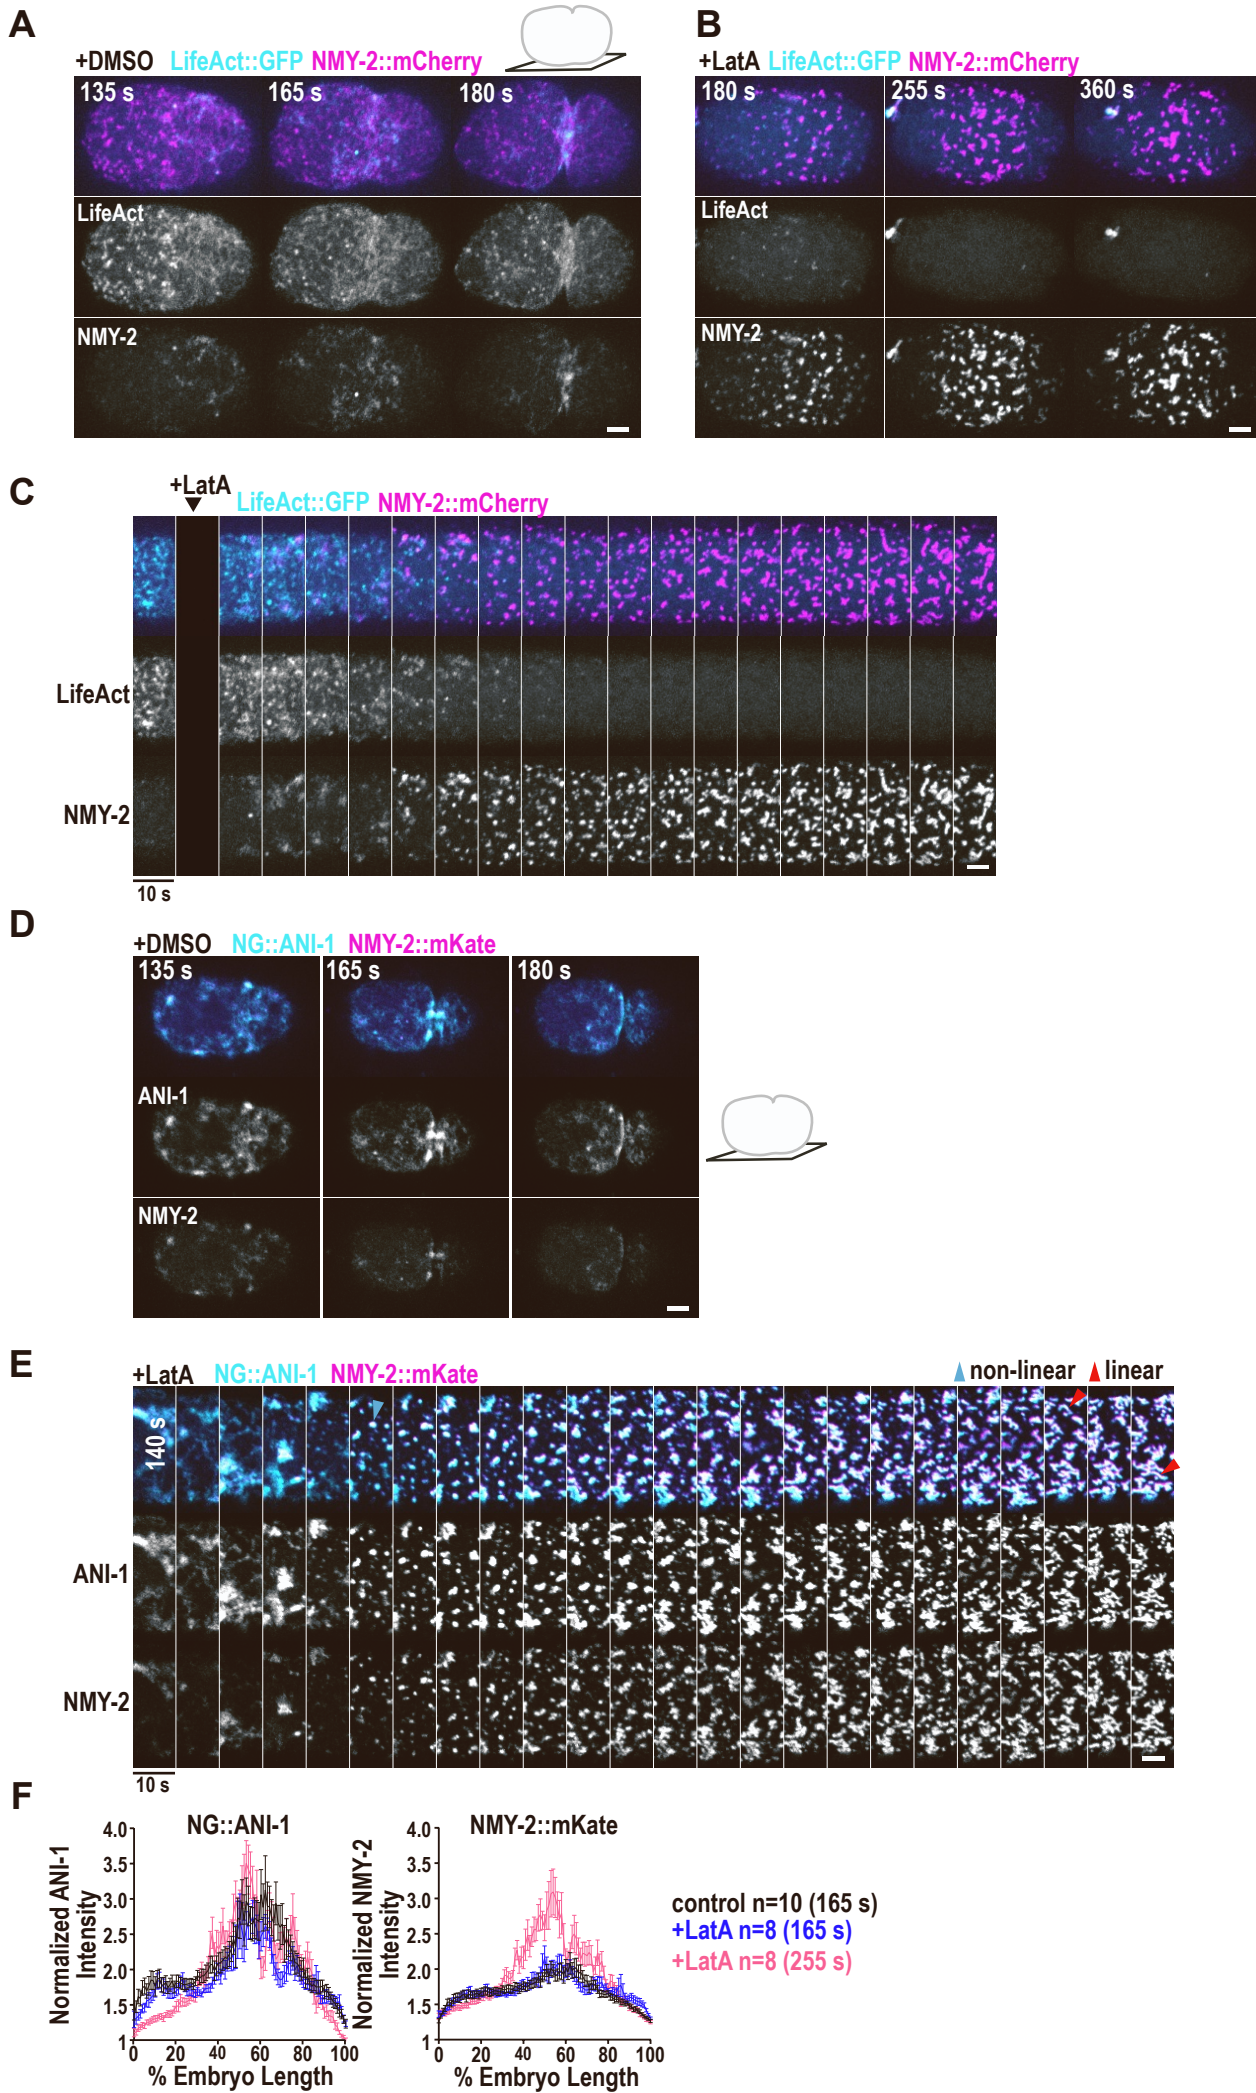 A
+DMSO LifeAct::GFP NMY-2::mCherry
135 s 165 s 180 s
LifeAct
NMY-2
B
+LatA LifeAct::GFP NMY-2::mCherry
180 s 255 s 360 s
LifeAct
NMY-2
C
+LatA
LifeAct::GFP NMY-2::mCherry
LifeAct
NMY-2
10 s
D
+DMSO NG::ANI-1 NMY-2::mKate
135 s 165 s 180 s
ANI-1
NMY-2
E
+LatA NG::ANI-1 NMY-2::mKate non-linear linear
140 s
ANI-1
NMY-2
10 s
F
NG::ANI-1
Normalized ANI-1
Intensity
4.0
3.5
3.0
2.5
2.0
1.5
1
0 20 40 60 80 100
% Embryo Length
NMY-2::mKate
Normalized NMY-2
Intensity
4.0
3.5
3.0
2.5
2.0
1.5
1
0 20 40 60 80 100
% Embryo Length
control n=10 (165 s)
+LatA n=8 (165 s)
+LatA n=8 (255 s)